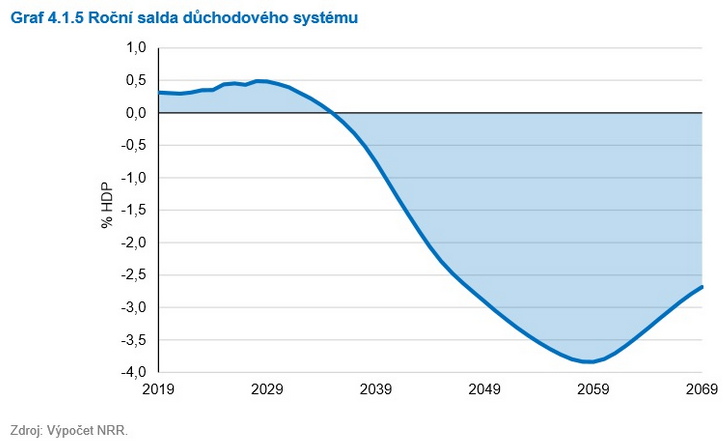 Graf 4.1.5 Roční salda důchodového systému
1,0
0,5
0,0
-0,5
-1,0
-1,5
-2,0
-2,5
-3,0
-3,5
-4,0
% HDP
2019 2029 2039 2049 2059 2069
Zdroj: Výpočet NRR.